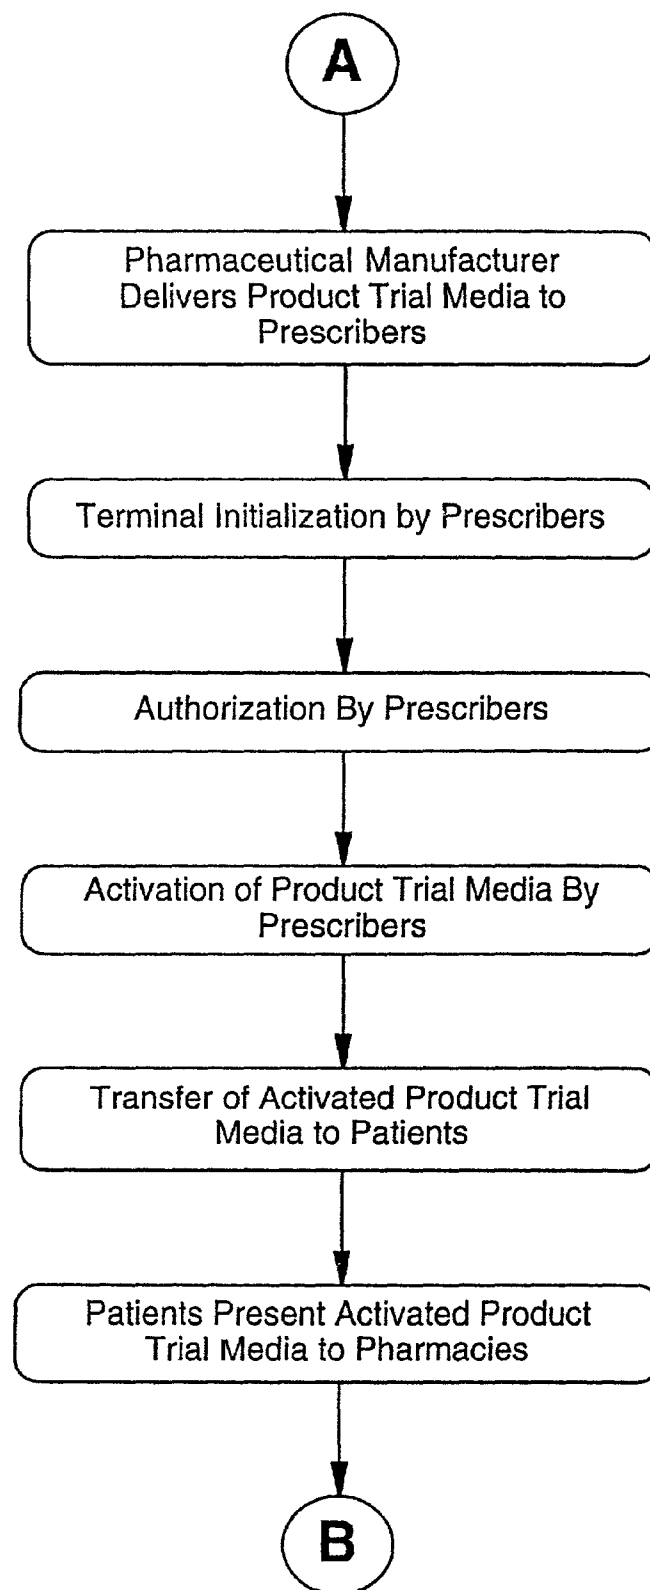 A
Pharmaceutical Manufacturer
Delivers Product Trial Media to
Prescribers
Terminal Initialization by Prescribers
Authorization By Prescribers
Activation of Product Trial Media By
Prescribers
Transfer of Activated Product Trial
Media to Patients
Patients Present Activated Product
Trial Media to Pharmacies
B